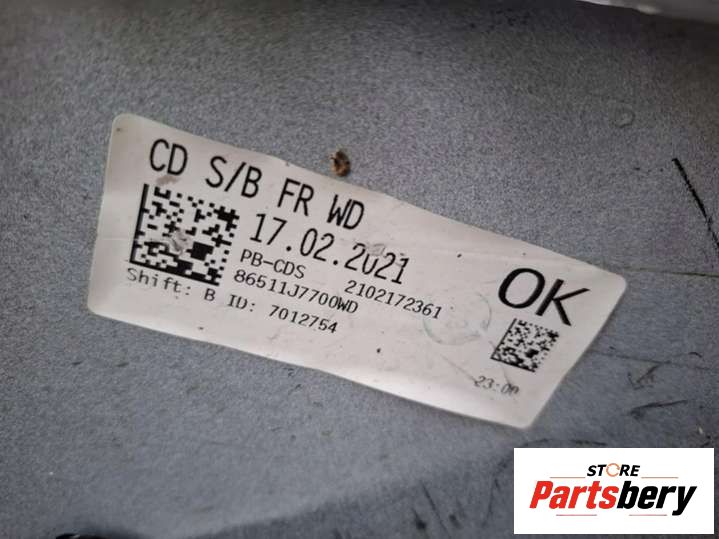 CD S/B FR WD
17.02.2021
PB-CDS 2102172361
86511J7700WD
Shift: B ID: 7012754
OK
23:00
STORE
Partsbery